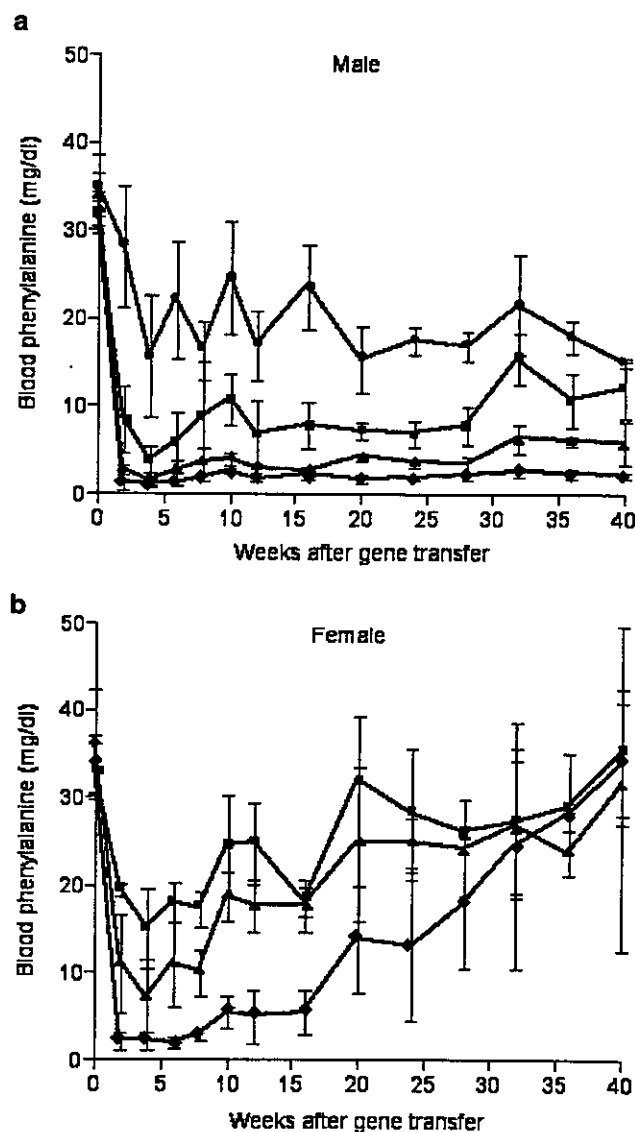 a
Male
Blood phenylalanine (mg/dl)
50
40
30
20
10
0
0 5 10 15 20 25 30 35 40
Weeks after gene transfer
b
Female
Blood phenylalanine (mg/dl)
50
40
30
20
10
0
0 5 10 15 20 25 30 35 40
Weeks after gene transfer